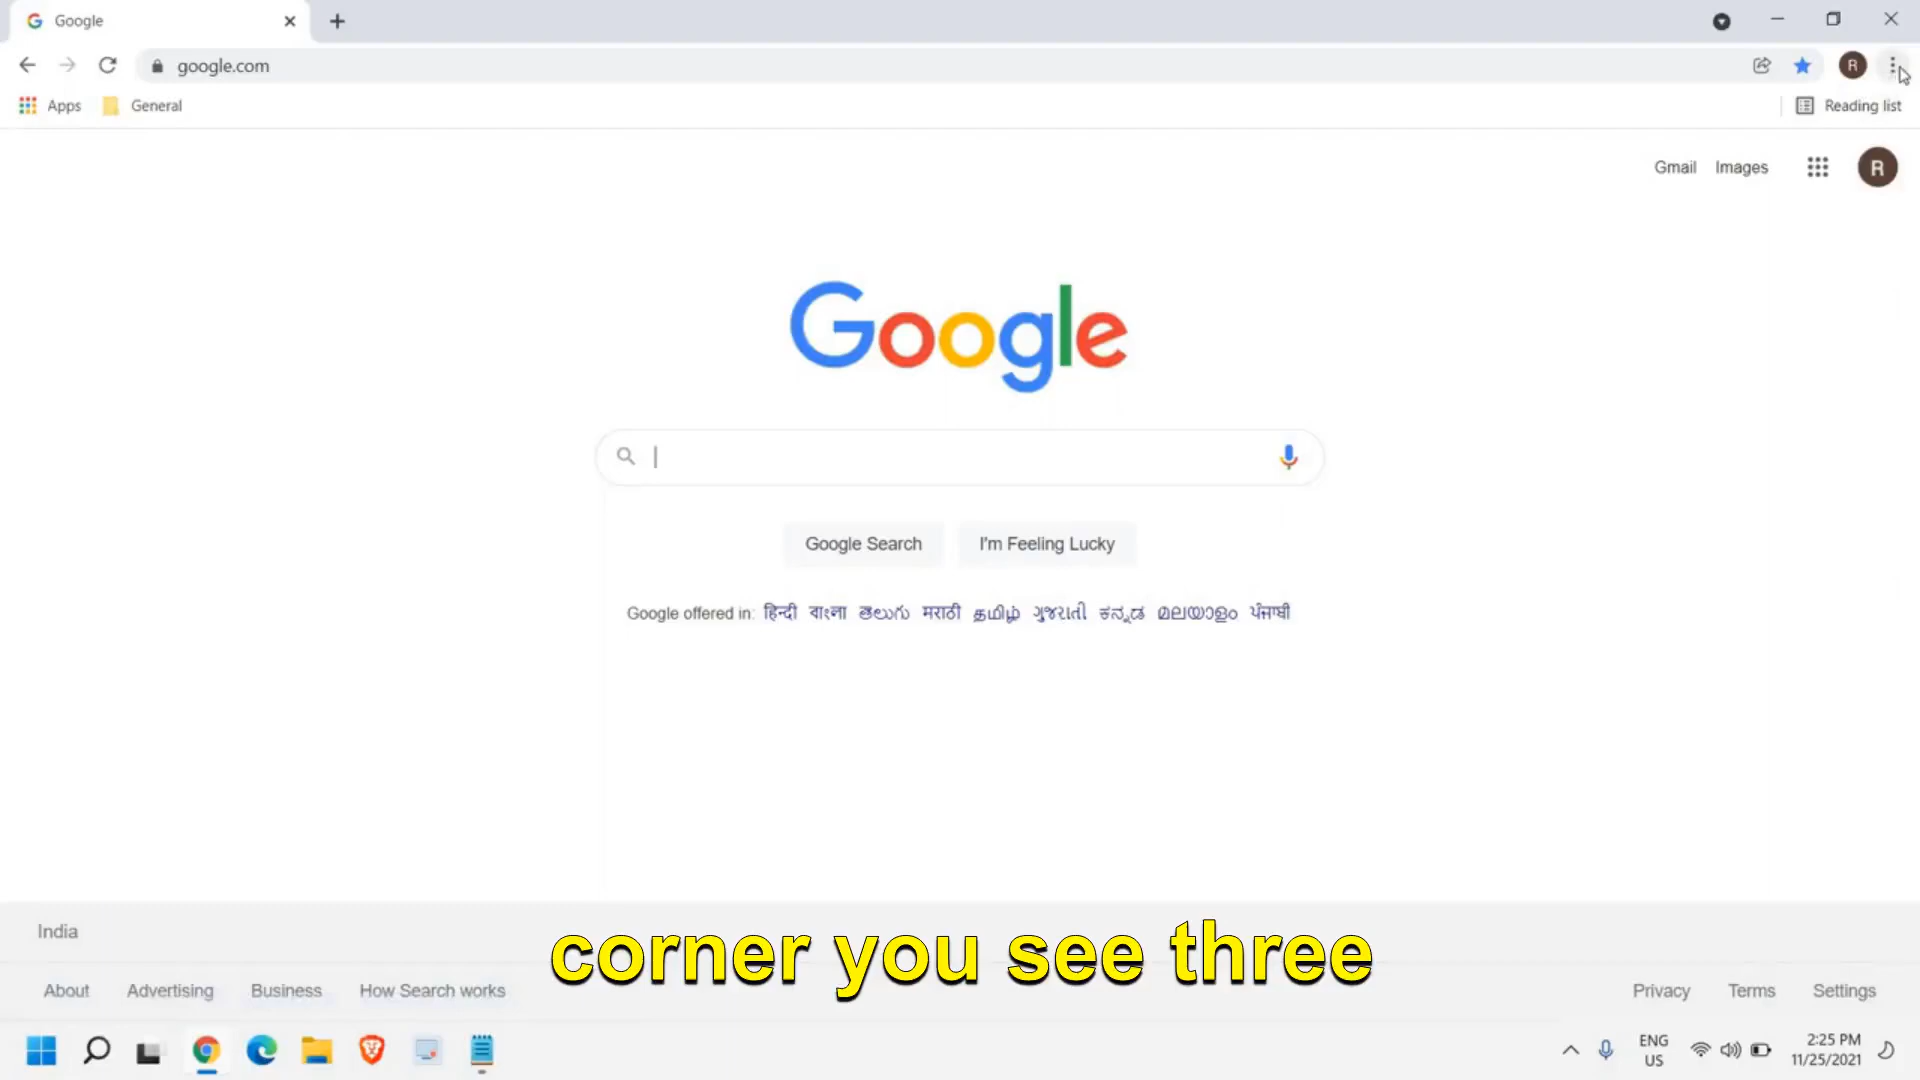 Google
google.com
R
Apps General Reading list
Gmail Images R
Google
Google Search I'm Feeling Lucky
Google offered in: हिन्दी বাংলা తెలుగు मराठी தமிழ் ગુજરાતી ಕನ್ನಡ മലയാളം ਪੰਜਾਬੀ
India
corner you see three
About Advertising Business How Search works Privacy Terms Settings
ENG 2:25 PM
US 11/25/2021